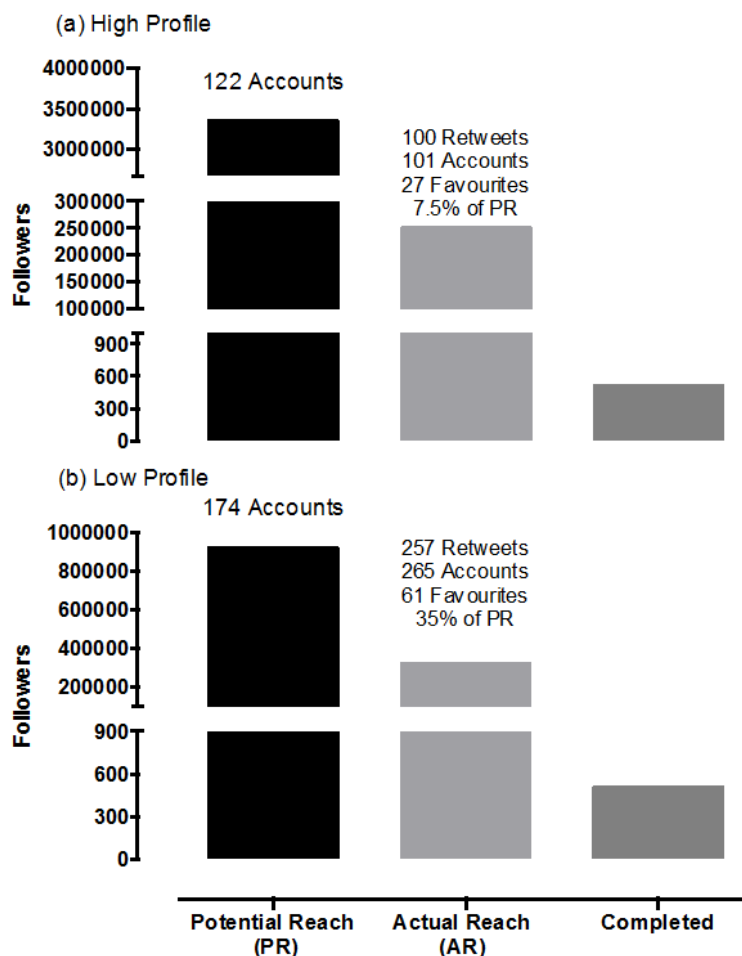 (a) High Profile
4000000
3500000
3000000
300000
250000
200000
150000
100000
900
600
300
0
Followers
122 Accounts
100 Retweets
101 Accounts
27 Favourites
7.5% of PR
(b) Low Profile
1000000
800000
600000
400000
200000
900
600
300
0
Followers
174 Accounts
257 Retweets
265 Accounts
61 Favourites
35% of PR
Potential Reach
(PR)
Actual Reach
(AR)
Completed